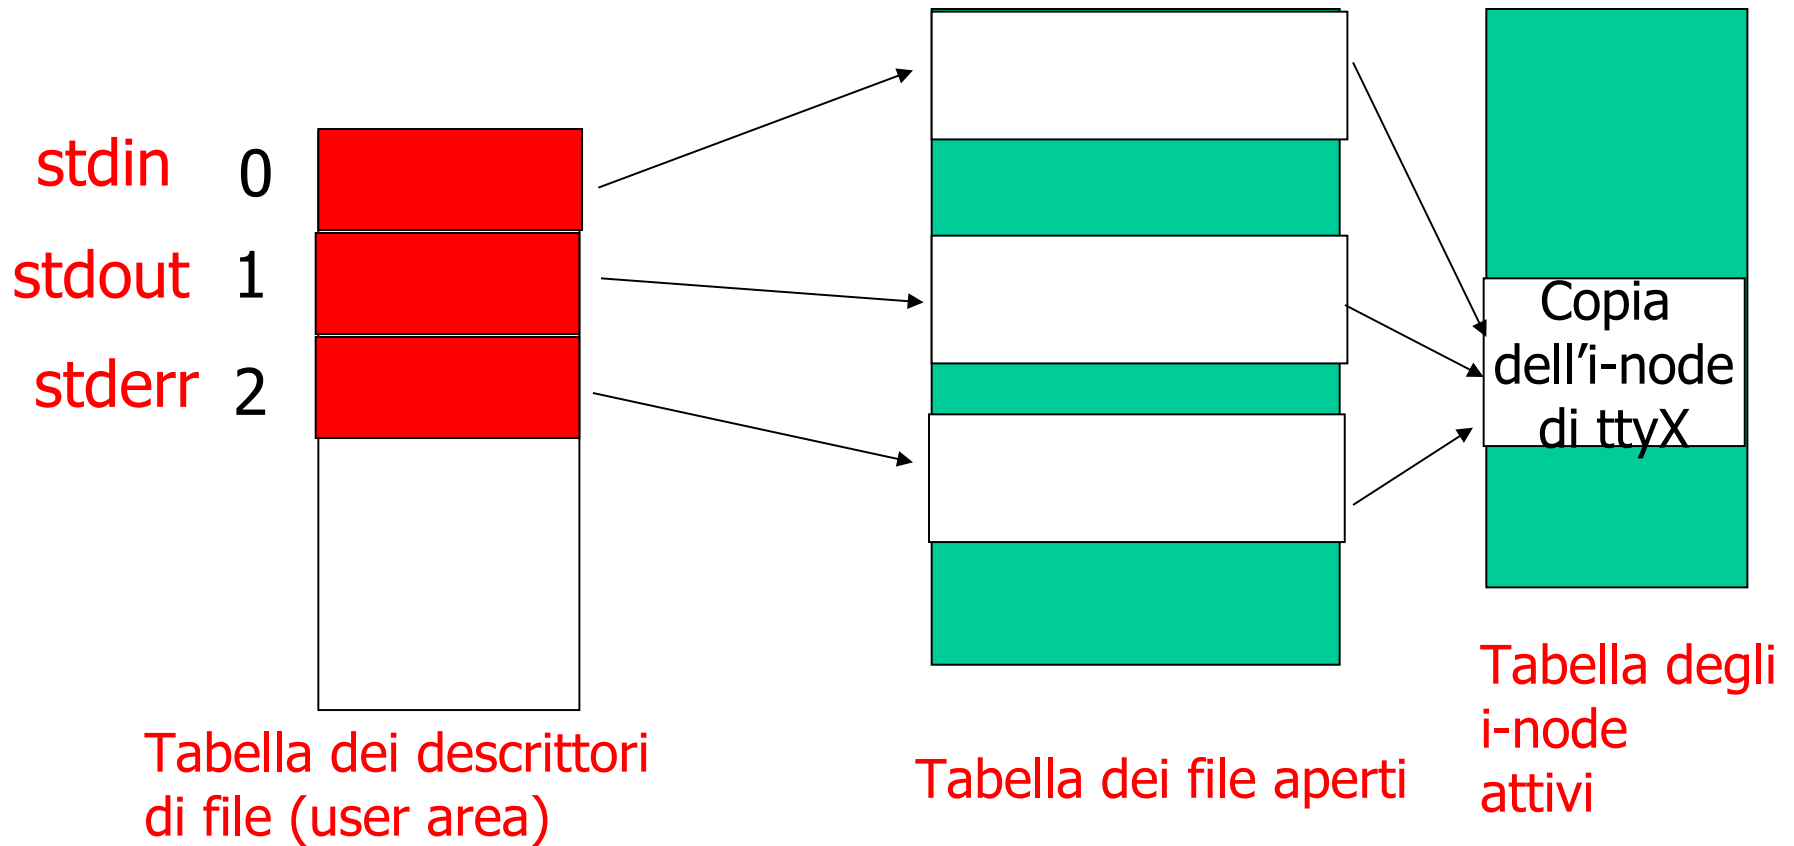 stdin 0
stdout 1
stderr 2
Copia
dell’i-node
di ttyX
Tabella dei descrittori
di file (user area)
Tabella dei file aperti
Tabella degli
i-node
attivi